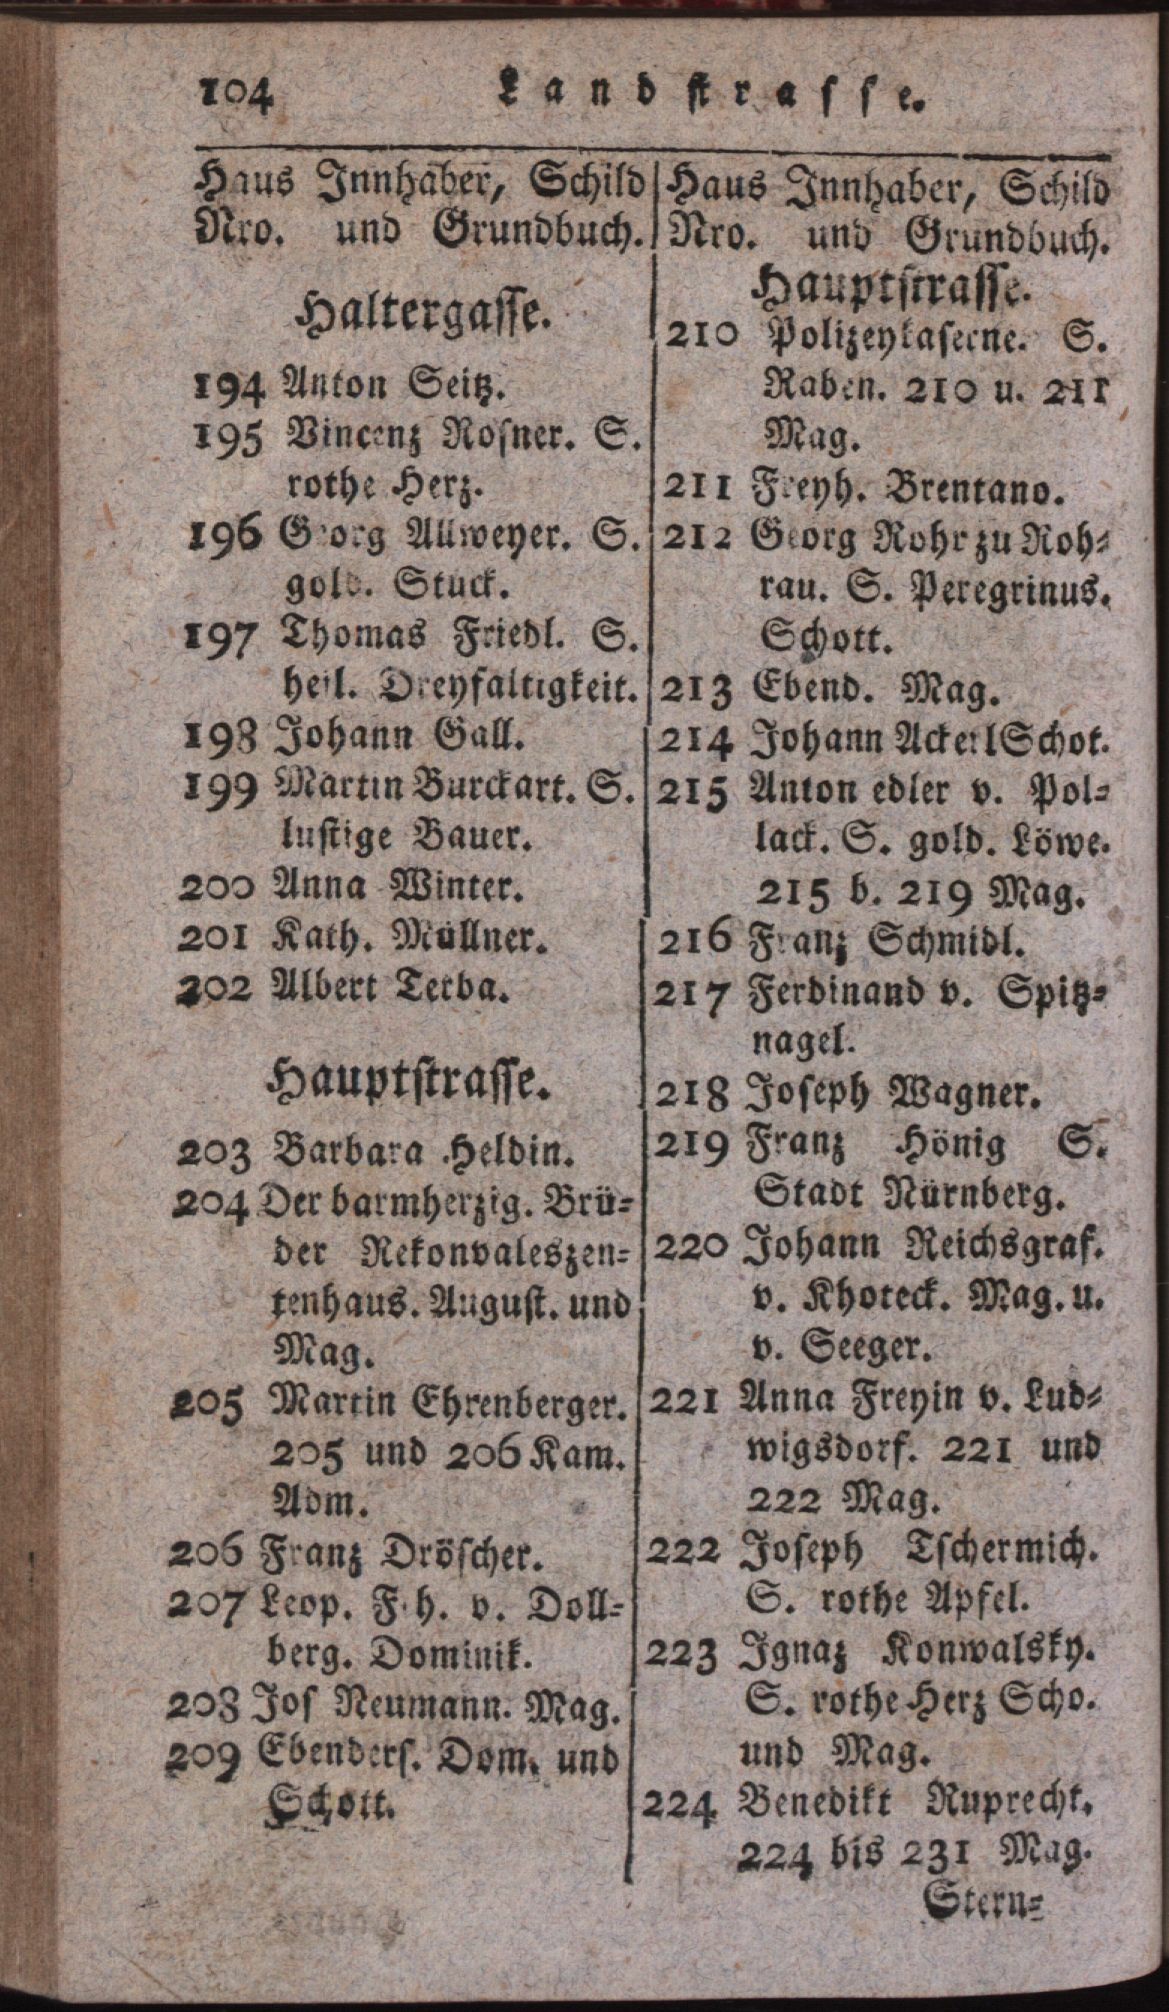 104 Landstrasse.
Haus Innhaber, Schild
Nro. und Grundbuch.
Haltergasse.
194 Anton Seitz.
195 Vincenz Rosner. S.
rothe Herz.
196 Georg Allweyer. S.
gold. Stuck.
197 Thomas Friedl. S.
heil. Dreyfaltigkeit.
198 Johann Gall.
199 Martin Burckart. S.
lustige Bauer.
200 Anna Winter.
201 Kath. Müllner.
202 Albert Terba.
Hauptstrasse.
203 Barbara Heldin.
204 Der barmherzig. Brü-
der Rekonvaleszen-
tenhaus. August. und
Mag.
205 Martin Ehrenberger.
205 und 206 Kam.
Adm.
206 Franz Dröscher.
207 Leop. Frh. v. Doll-
berg. Dominik.
208 Jos Neumann. Mag.
209 Ebenders. Dom. und
Schott.
Haus Innhaber, Schild
Nro. und Grundbuch.
Hauptstrasse.
210 Polizeykaserne. S.
Raben. 210 u. 211
Mag.
211 Freyh. Brentano.
212 Georg Rohr zu Roh-
rau. S. Peregrinus.
Schott.
213 Ebend. Mag.
214 Johann Ackerl Schot.
215 Anton edler v. Pol-
lack. S. gold. Löwe.
215 b. 219 Mag.
216 Franz Schmidl.
217 Ferdinand v. Spitz-
nagel.
218 Joseph Wagner.
219 Franz Hönig S.
Stadt Nürnberg.
220 Johann Reichsgraf.
v. Khoteck. Mag. u.
v. Seeger.
221 Anna Freyin v. Lud-
wigsdorf. 221 und
222 Mag.
222 Joseph Tschermich.
S. rothe Apfel.
223 Ignaz Konwalsky.
S. rothe Herz Scho.
und Mag.
224 Benedikt Ruprecht.
224 bis 231 Mag.
Stern-